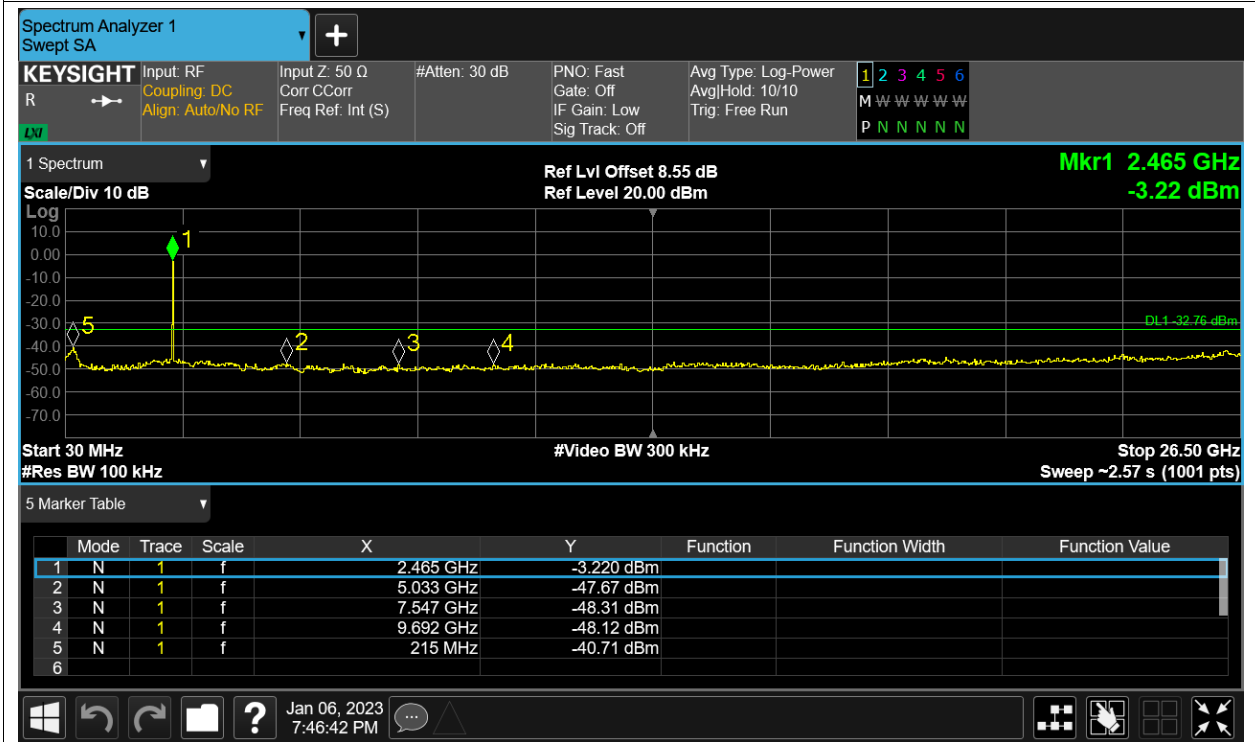 Spectrum Analyzer 1
Swept SA
KEYSIGHT
R
LXI
Input: RF
Coupling: DC
Align: Auto/No RF
Input Z: 50 Ω
Corr CCorr
Freq Ref: Int (S)
#Atten: 30 dB
PNO: Fast
Gate: Off
IF Gain: Low
Sig Track: Off
Avg Type: Log-Power
Avg|Hold: 10/10
Trig: Free Run
1 2 3 4 5 6
M W W W W W
P N N N N N
1 Spectrum
Scale/Div 10 dB
Ref Lvl Offset 8.55 dB
Ref Level 20.00 dBm
Mkr1 2.465 GHz
-3.22 dBm
Log
10.0
0.00
-10.0
-20.0
-30.0
-40.0
-50.0
-60.0
-70.0
1
5
2
3
4
DL1 -32.76 dBm
Start 30 MHz
#Video BW 300 kHz
Stop 26.50 GHz
#Res BW 100 kHz
Sweep ~2.57 s (1001 pts)
5 Marker Table
Mode Trace Scale X Y Function Function Width Function Value
1 N 1 f 2.465 GHz -3.220 dBm
2 N 1 f 5.033 GHz -47.67 dBm
3 N 1 f 7.547 GHz -48.31 dBm
4 N 1 f 9.692 GHz -48.12 dBm
5 N 1 f 215 MHz -40.71 dBm
6
?
Jan 06, 2023
7:46:42 PM